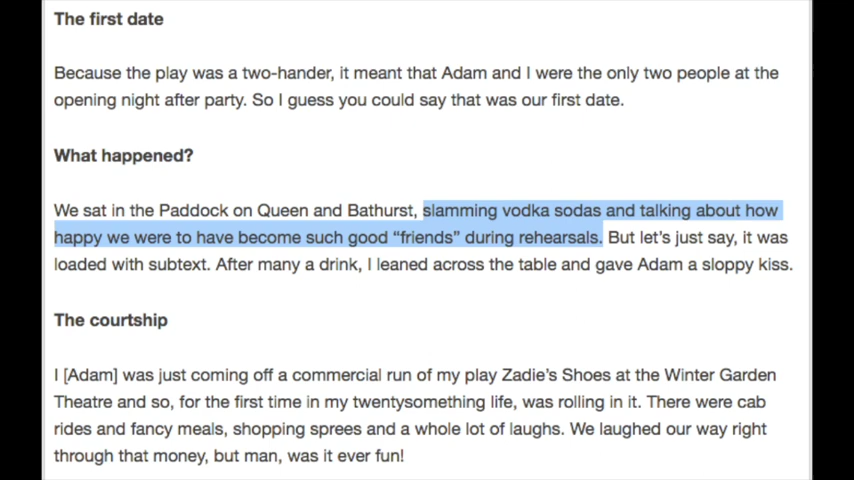 The first date
Because the play was a two-hander, it meant that Adam and I were the only two people at the
opening night after party. So I guess you could say that was our first date.
What happened?
We sat in the Paddock on Queen and Bathurst, slamming vodka sodas and talking about how
happy we were to have become such good “friends” during rehearsals. But let’s just say, it was
loaded with subtext. After many a drink, I leaned across the table and gave Adam a sloppy kiss.
The courtship
I [Adam] was just coming off a commercial run of my play Zadie’s Shoes at the Winter Garden
Theatre and so, for the first time in my twentysomething life, was rolling in it. There were cab
rides and fancy meals, shopping sprees and a whole lot of laughs. We laughed our way right
through that money, but man, was it ever fun!